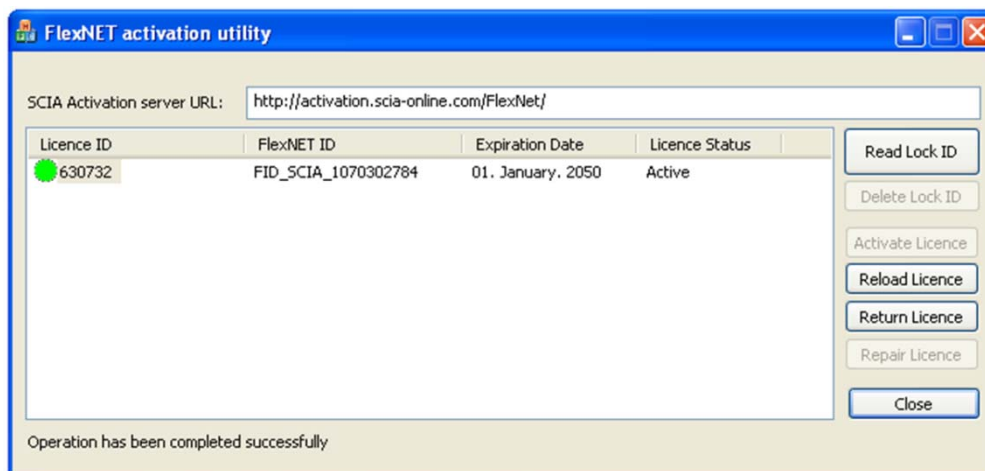 FlexNET activation utility
SCIA Activation server URL: http://activation.scia-online.com/FlexNet/
Licence ID FlexNET ID Expiration Date Licence Status
630732 FID_SCIA_1070302784 01. January. 2050 Active
Read Lock ID
Delete Lock ID
Activate Licence
Reload Licence
Return Licence
Repair Licence
Close
Operation has been completed successfully